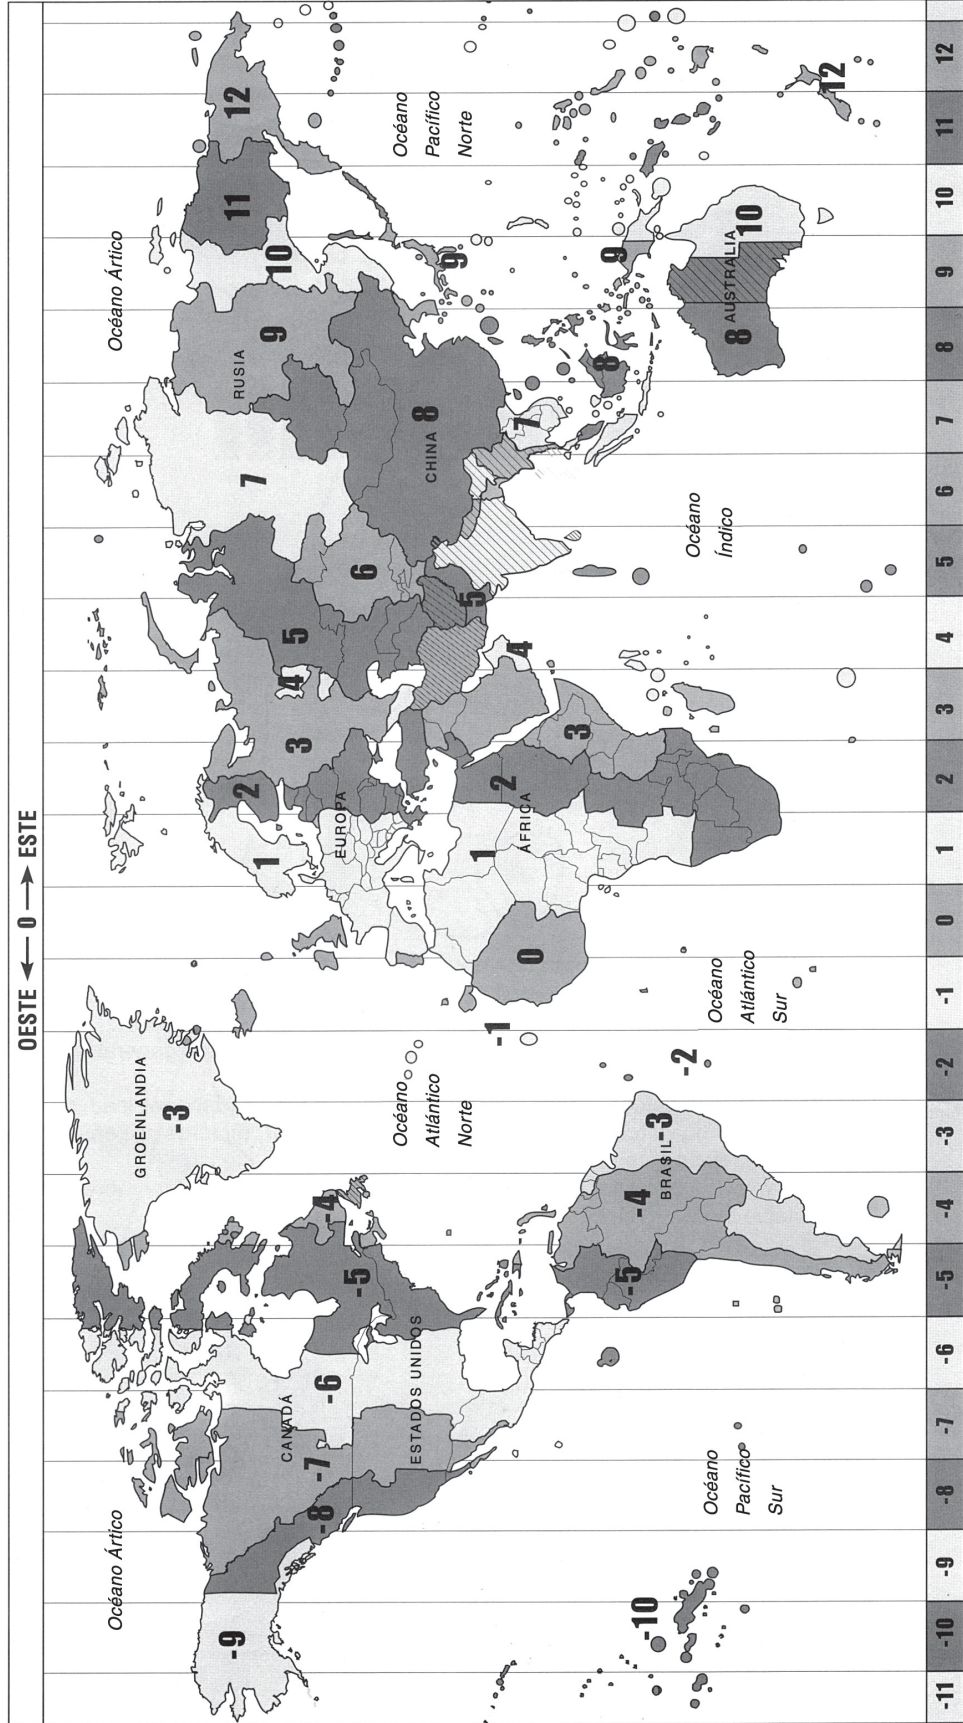 OESTE ← 0 → ESTE
Océano Ártico
Océano Ártico
GROENLANDIA
-3
-9
-8
-7
CANADÁ
-6
-5
-4
ESTADOS UNIDOS
Océano
Atlántico
Norte
-1
-2
BRASIL
-3
-4
-5
-10
Océano
Pacífico
Sur
Océano
Atlántico
Sur
EUROPA
ÁFRICA
0
1
1
2
2
3
3
4
4
5
5
6
7
7
RUSIA
9
10
11
12
CHINA
8
8
9
9
Océano
Pacífico
Norte
Océano
Índico
AUSTRALIA
8
10
12
-11
-10
-9
-8
-7
-6
-5
-4
-3
-2
-1
0
1
2
3
4
5
6
7
8
9
10
11
12